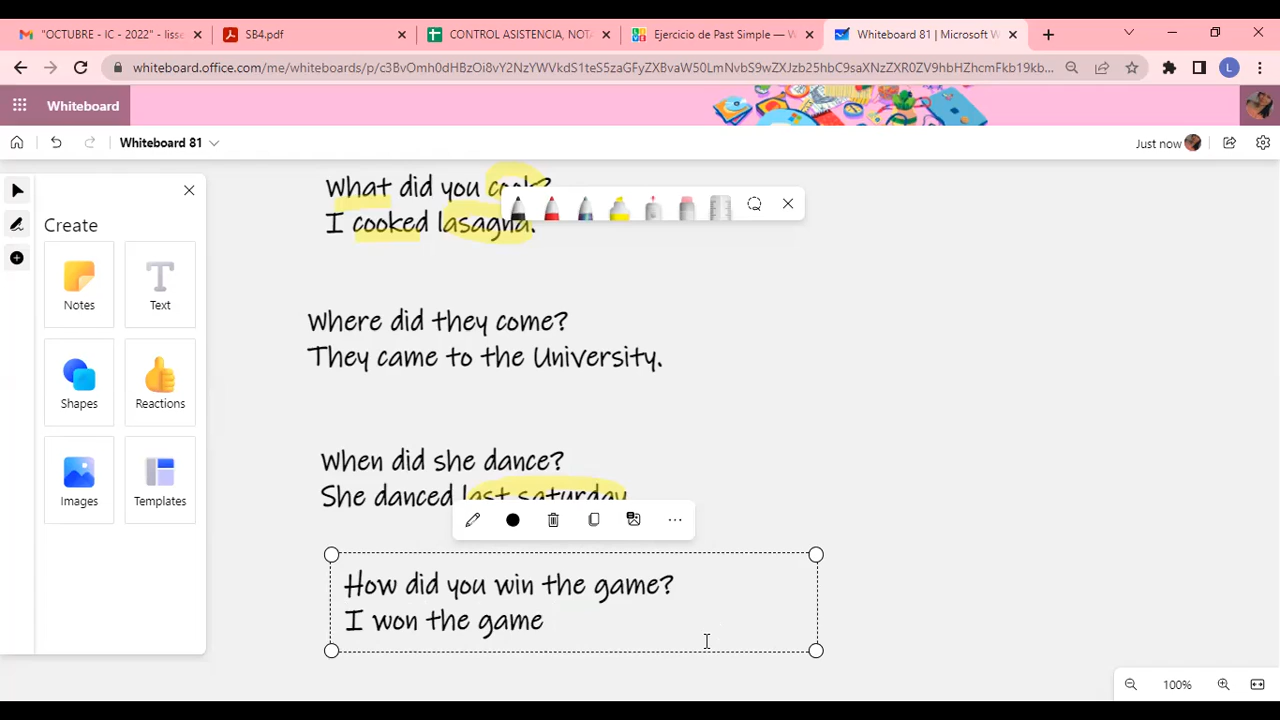 "OCTUBRE - IC - 2022" - lisse
SB4.pdf
CONTROL ASISTENCIA, NOTA
Ejercicio de Past Simple — W
Whiteboard 81 | Microsoft W
whiteboard.office.com/me/whiteboards/p/
Whiteboard
Whiteboard 81
Just now
Create
Notes
Text
Shapes
Reactions
Images
Templates
What did you cook?
I cooked lasagna.
Where did they come?
They came to the University.
When did she dance?
She danced last saturday
How did you win the game?
I won the game
100%